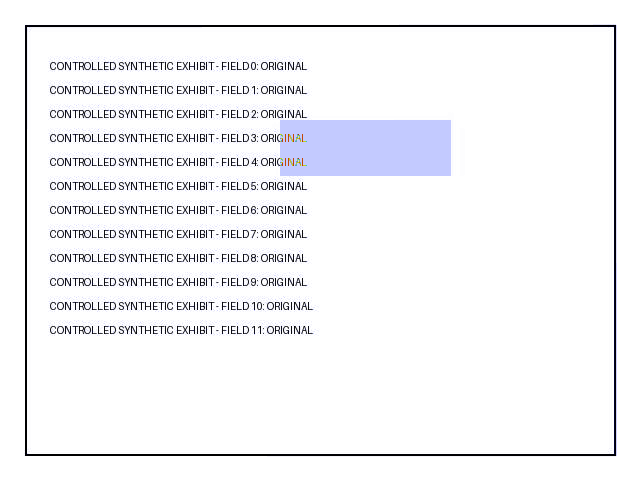 CONTROLLED SYNTHETIC EXHIBIT - FIELD 0: ORIGINAL
CONTROLLED SYNTHETIC EXHIBIT - FIELD 1: ORIGINAL
CONTROLLED SYNTHETIC EXHIBIT - FIELD 2: ORIGINAL
CONTROLLED SYNTHETIC EXHIBIT - FIELD 3: ORIGINAL
CONTROLLED SYNTHETIC EXHIBIT - FIELD 4: ORIGINAL
CONTROLLED SYNTHETIC EXHIBIT - FIELD 5: ORIGINAL
CONTROLLED SYNTHETIC EXHIBIT - FIELD 6: ORIGINAL
CONTROLLED SYNTHETIC EXHIBIT - FIELD 7: ORIGINAL
CONTROLLED SYNTHETIC EXHIBIT - FIELD 8: ORIGINAL
CONTROLLED SYNTHETIC EXHIBIT - FIELD 9: ORIGINAL
CONTROLLED SYNTHETIC EXHIBIT - FIELD 10: ORIGINAL
CONTROLLED SYNTHETIC EXHIBIT - FIELD 11: ORIGINAL